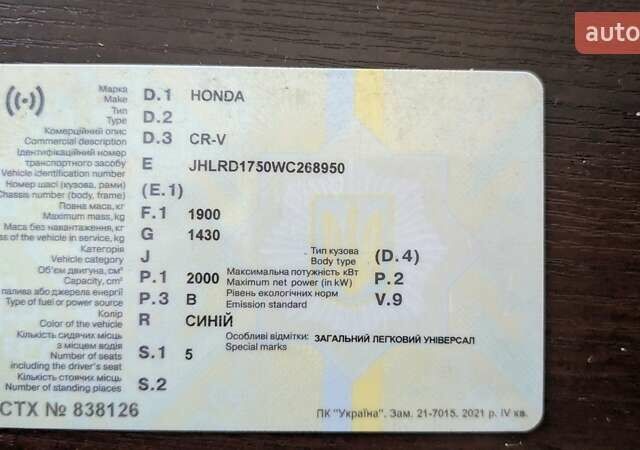 auto
Марка
Make D.1 HONDA
Тип
Type D.2
Комерційний опис
Commercial description D.3 CR-V
Ідентифікаційний номер
транспортного засобу
Vehicle identification number E JHLRD1750WC268950
Номер шасі (кузова, рами)
Chassis number (body, frame) (E.1)
Повна маса, кг
Maximum mass, kg F.1 1900
Маса без навантаження, кг
of the vehicle in service, kg G 1430
Категорія
Vehicle category J
Тип кузова
Body type (D.4)
Об'єм двигуна, см³
Capacity, cm³ P.1 2000
Максимальна потужність кВт
Maximum net power (in kW) P.2
палива або джерело енергії
Type of fuel or power source P.3 B
Рівень екологічних норм
Emission standard V.9
Колір
Color of the vehicle R СИНІЙ
Особливі відмітки: ЗАГАЛЬНИЙ ЛЕГКОВИЙ УНІВЕРСАЛ
Special marks
Кількість сидячих місць
з місцем водія
Number of seats
including the driver's seat S.1 5
Кількість стоячих місць
Number of standing places S.2
СТХ № 838126
ПК "Україна". Зам. 21-7015. 2021 р. IV кв.